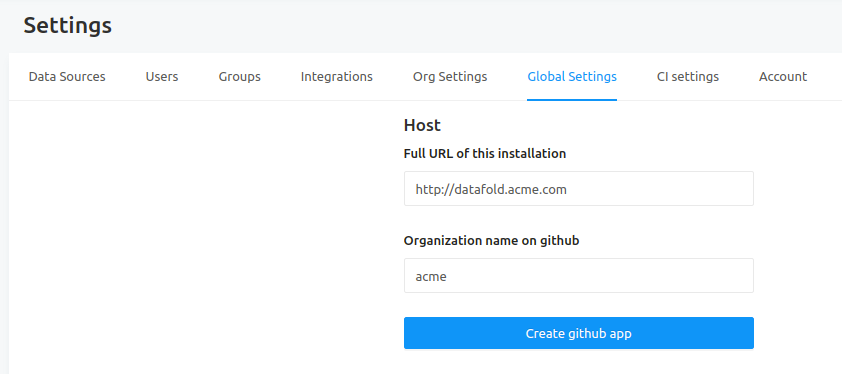 Settings
Data Sources Users Groups Integrations Org Settings Global Settings CI settings Account
Host
Full URL of this installation
http://datafold.acme.com
Organization name on github
acme
Create github app